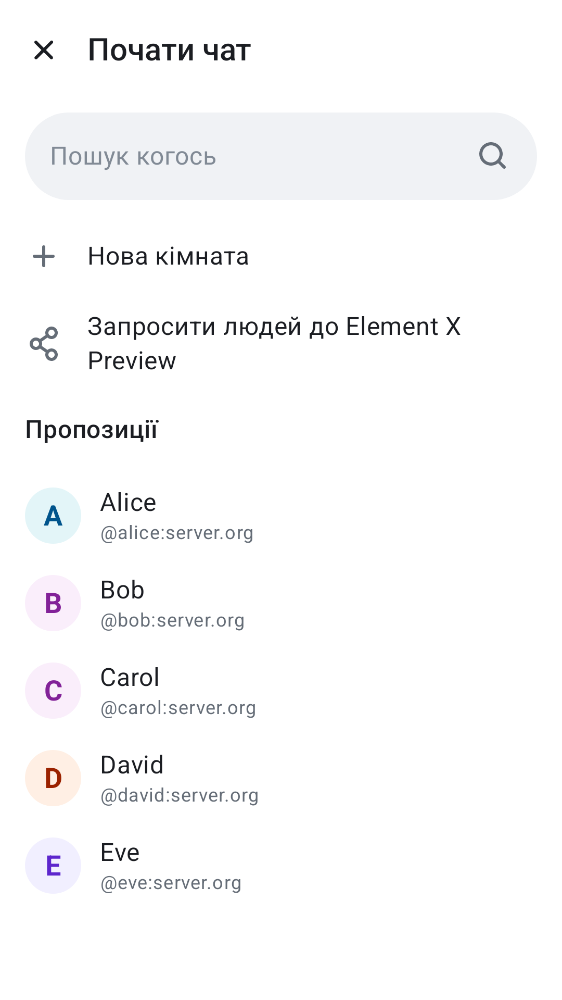 Почати чат
Пошук когось
Нова кімната
Запросити людей до Element X
Preview
Пропозиції
A
Alice
@alice:server.org
B
Bob
@bob:server.org
C
Carol
@carol:server.org
D
David
@david:server.org
E
Eve
@eve:server.org